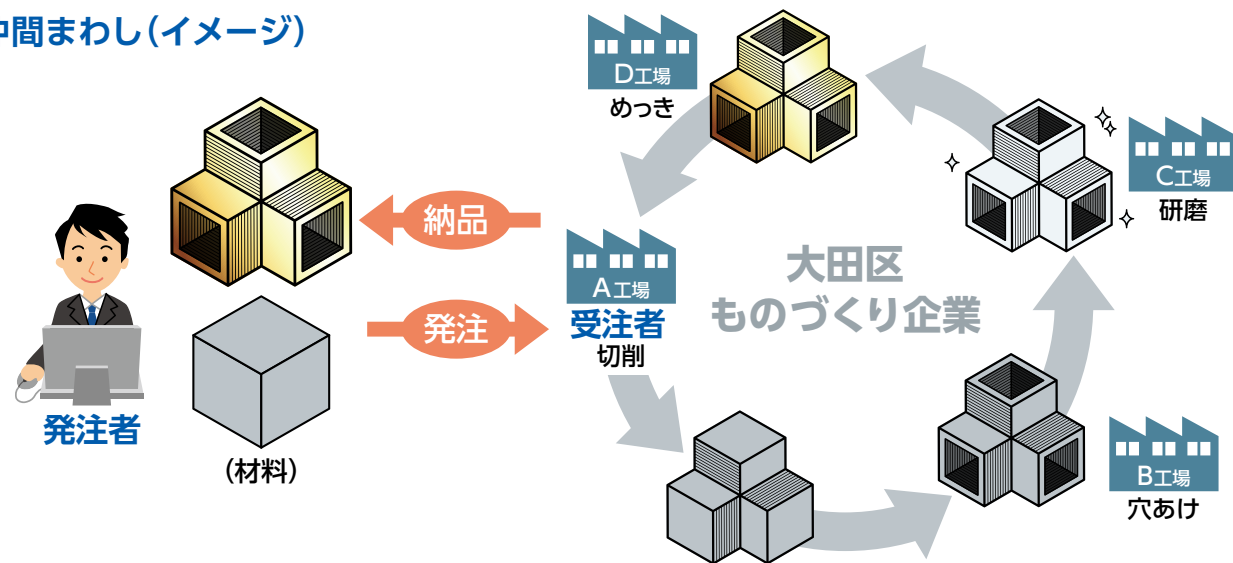 仲間まわし(イメージ)
D工場
めっき
C工場
研磨
納品
A工場
受注者
切削
発注
大田区
ものづくり企業
発注者
(材料)
B工場
穴あけ